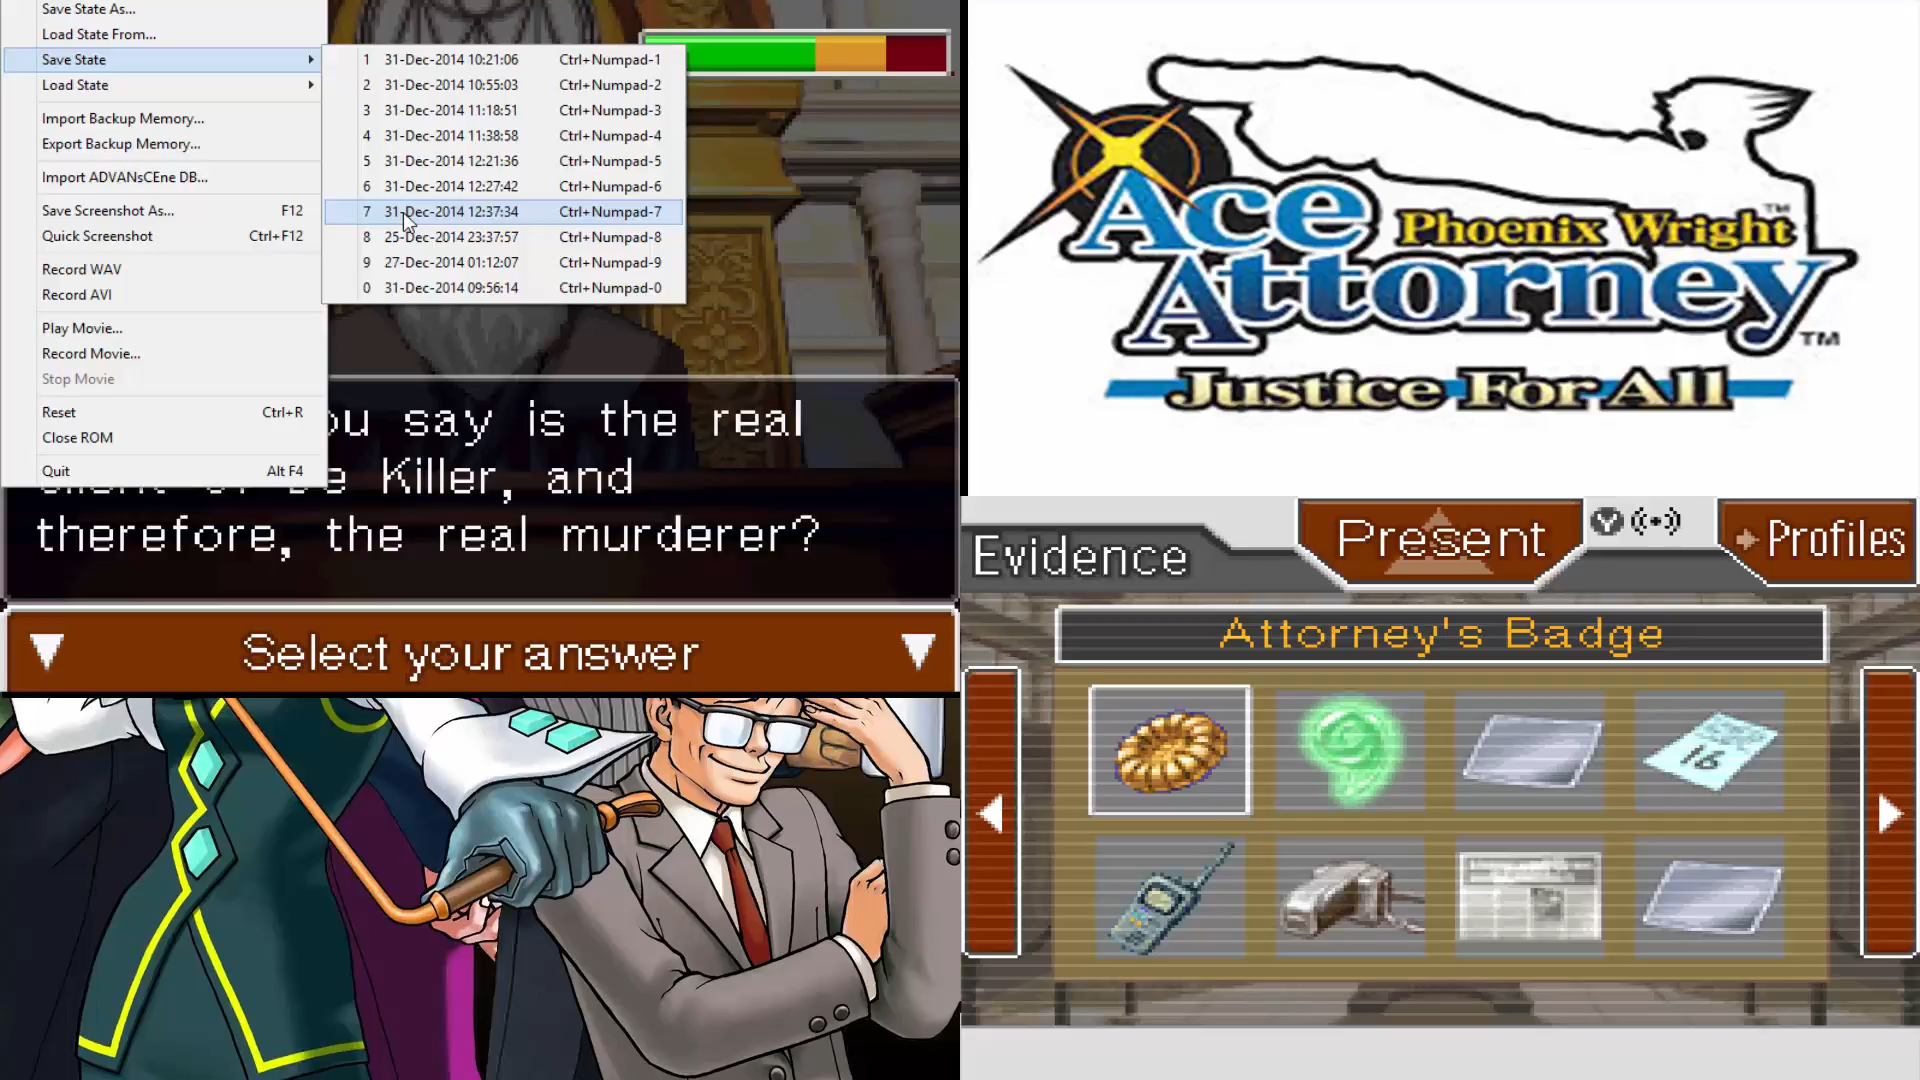 Save State As...
Load State From...
Save State
Load State
Import Backup Memory...
Export Backup Memory...
Import ADVANsCEne DB...
Save Screenshot As... F12
Quick Screenshot Ctrl+F12
Record WAV
Record AVI
Play Movie...
Record Movie...
Stop Movie
Reset Ctrl+R
Close ROM
Quit Alt F4
1 31-Dec-2014 10:21:06 Ctrl+Numpad-1
2 31-Dec-2014 10:55:03 Ctrl+Numpad-2
3 31-Dec-2014 11:18:51 Ctrl+Numpad-3
4 31-Dec-2014 11:38:58 Ctrl+Numpad-4
5 31-Dec-2014 12:21:36 Ctrl+Numpad-5
6 31-Dec-2014 12:27:42 Ctrl+Numpad-6
7 31-Dec-2014 12:37:34 Ctrl+Numpad-7
8 25-Dec-2014 23:37:57 Ctrl+Numpad-8
9 27-Dec-2014 01:12:07 Ctrl+Numpad-9
0 31-Dec-2014 09:56:14 Ctrl+Numpad-0
say is the real
Killer, and
therefore, the real murderer?
Select your answer
Ace Phoenix Wright™
Attorney™
Justice For All
Evidence
Present
Y
Profiles
Attorney's Badge
16